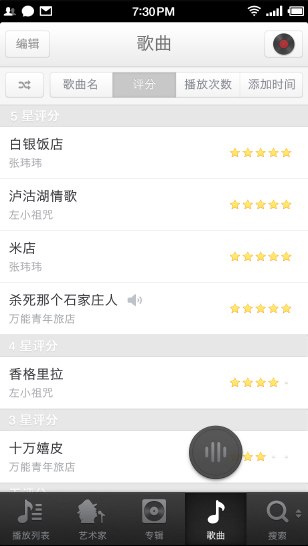 7:30PM
编辑
歌曲
歌曲名
评分
播放次数
添加时间
5 星评分
白银饭店
张玮玮
泸沽湖情歌
左小祖咒
米店
张玮玮
杀死那个石家庄人
万能青年旅店
4 星评分
香格里拉
左小祖咒
3 星评分
十万嬉皮
万能青年旅店
播放列表
艺术家
专辑
歌曲
搜索